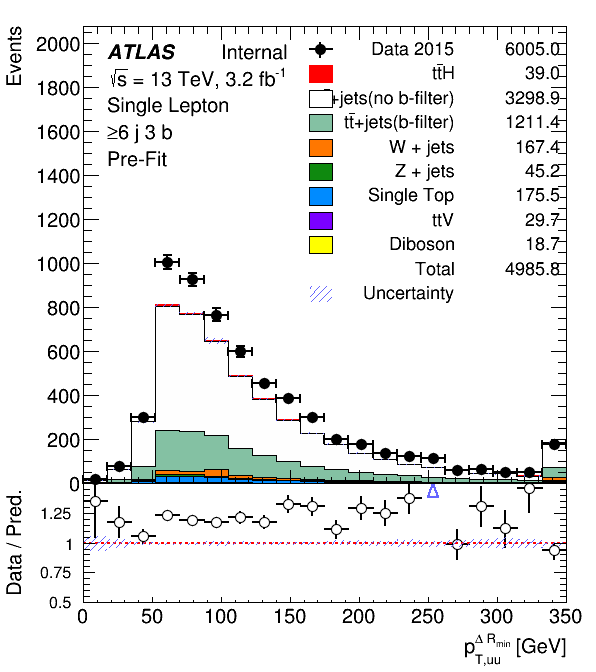 Events
2000
1800
1600
1400
1200
1000
800
600
400
200
0
ATLAS Internal
√s = 13 TeV, 3.2 fb-1
Single Lepton
≥6 j 3 b
Pre-Fit
Data 2015 6005.0
tt̄H 39.0
+jets(no b-filter) 3298.9
tt̄+jets(b-filter) 1211.4
W + jets 167.4
Z + jets 45.2
Single Top 175.5
ttV 29.7
Diboson 18.7
Total 4985.8
Uncertainty
Data / Pred.
1.25
1
0.75
0.5
0 50 100 150 200 250 300 350
p T,uu Δ Rmin [GeV]